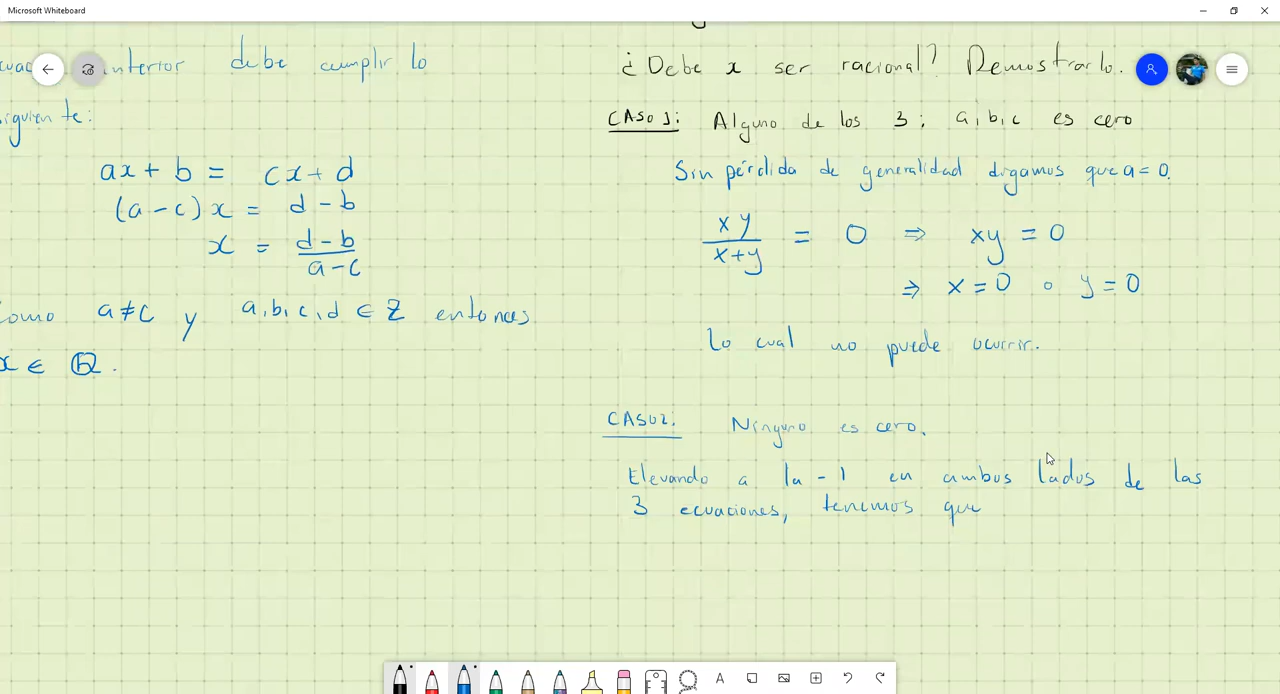 Microsoft Whiteboard
anterior debe cumplir lo
siguiente:
ax + b = cx + d
(a - c) x = d - b
x = d - b / a - c
como a ≠ c y a, b, c, d ∈ Z entonces
x ∈ Q.
¿Debe x ser racional? Demostrarlo.
CASO 1: Alguno de los 3; a, b, c es cero
Sin pérdida de generalidad digamos que a = 0.
xy / x+y = 0 ⇒ xy = 0
⇒ x = 0 o y = 0
Lo cual no puede ocurrir.
CASO 2: Ninguno es cero.
Elevando a la -1 en ambos lados de las
3 ecuaciones, tenemos que